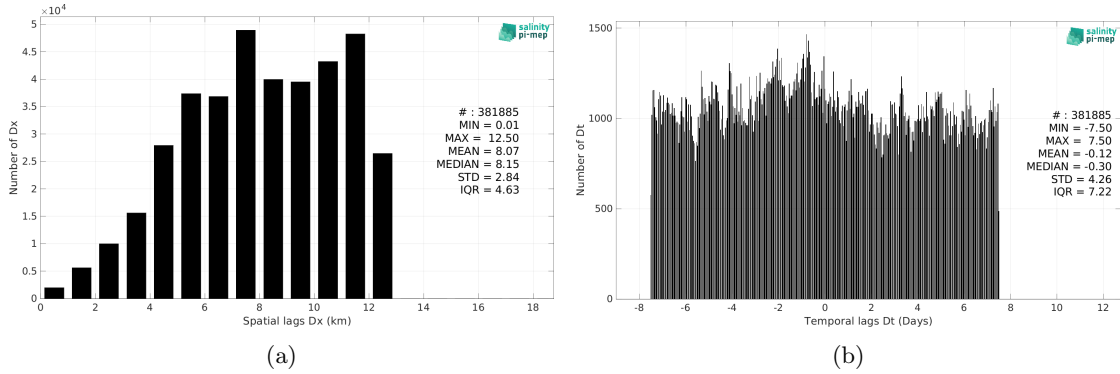 ×10⁴
5
4.5
4
3.5
3
2.5
2
1.5
1
0.5
0
Number of Dx
0 2 4 6 8 10 12 14 16 18
Spatial lags Dx (km)
salinity
pi-mep
# : 381885
MIN = 0.01
MAX = 12.50
MEAN = 8.07
MEDIAN = 8.15
STD = 2.84
IQR = 4.63
(a)
1500
1000
500
0
Number of Dt
-8 -6 -4 -2 0 2 4 6 8 10 12
Temporal lags Dt (Days)
salinity
pi-mep
# : 381885
MIN = -7.50
MAX = 7.50
MEAN = -0.12
MEDIAN = -0.30
STD = 4.26
IQR = 7.22
(b)